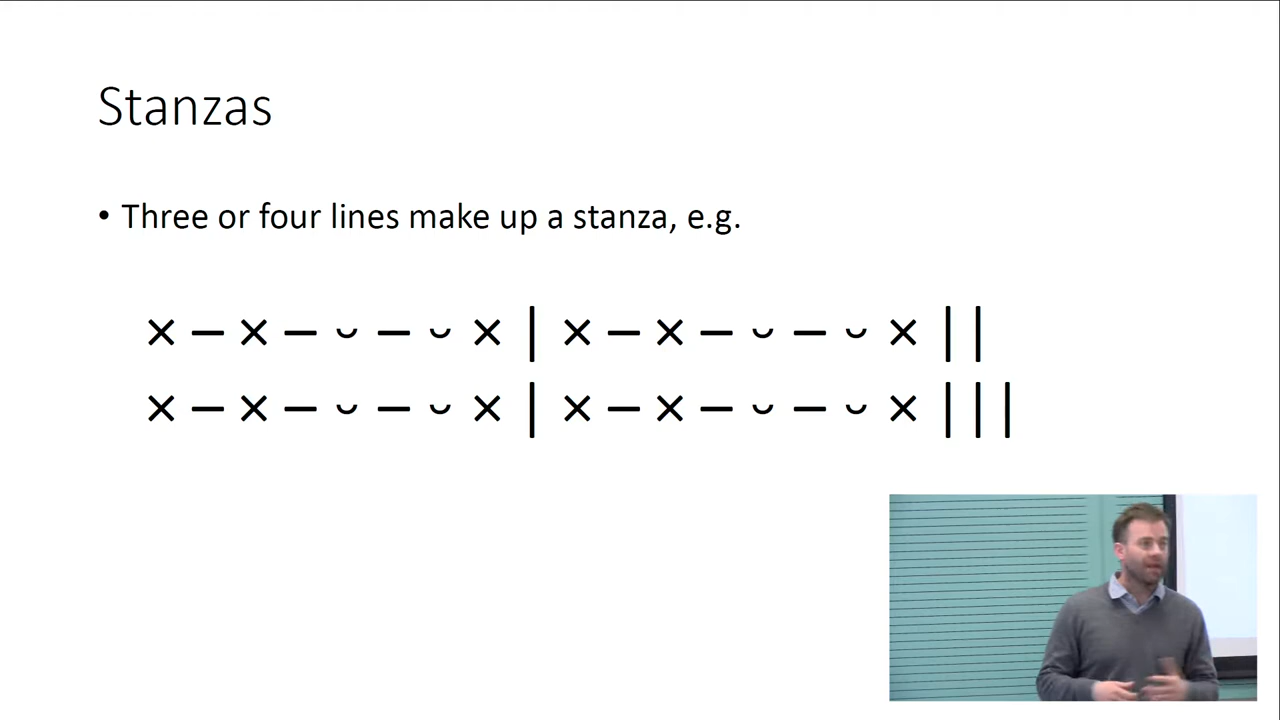 Stanzas
• Three or four lines make up a stanza, e.g.
× – × – ⏑ – ⏑ × | × – × – ⏑ – ⏑ × ||
× – × – ⏑ – ⏑ × | × – × – ⏑ – ⏑ × |||